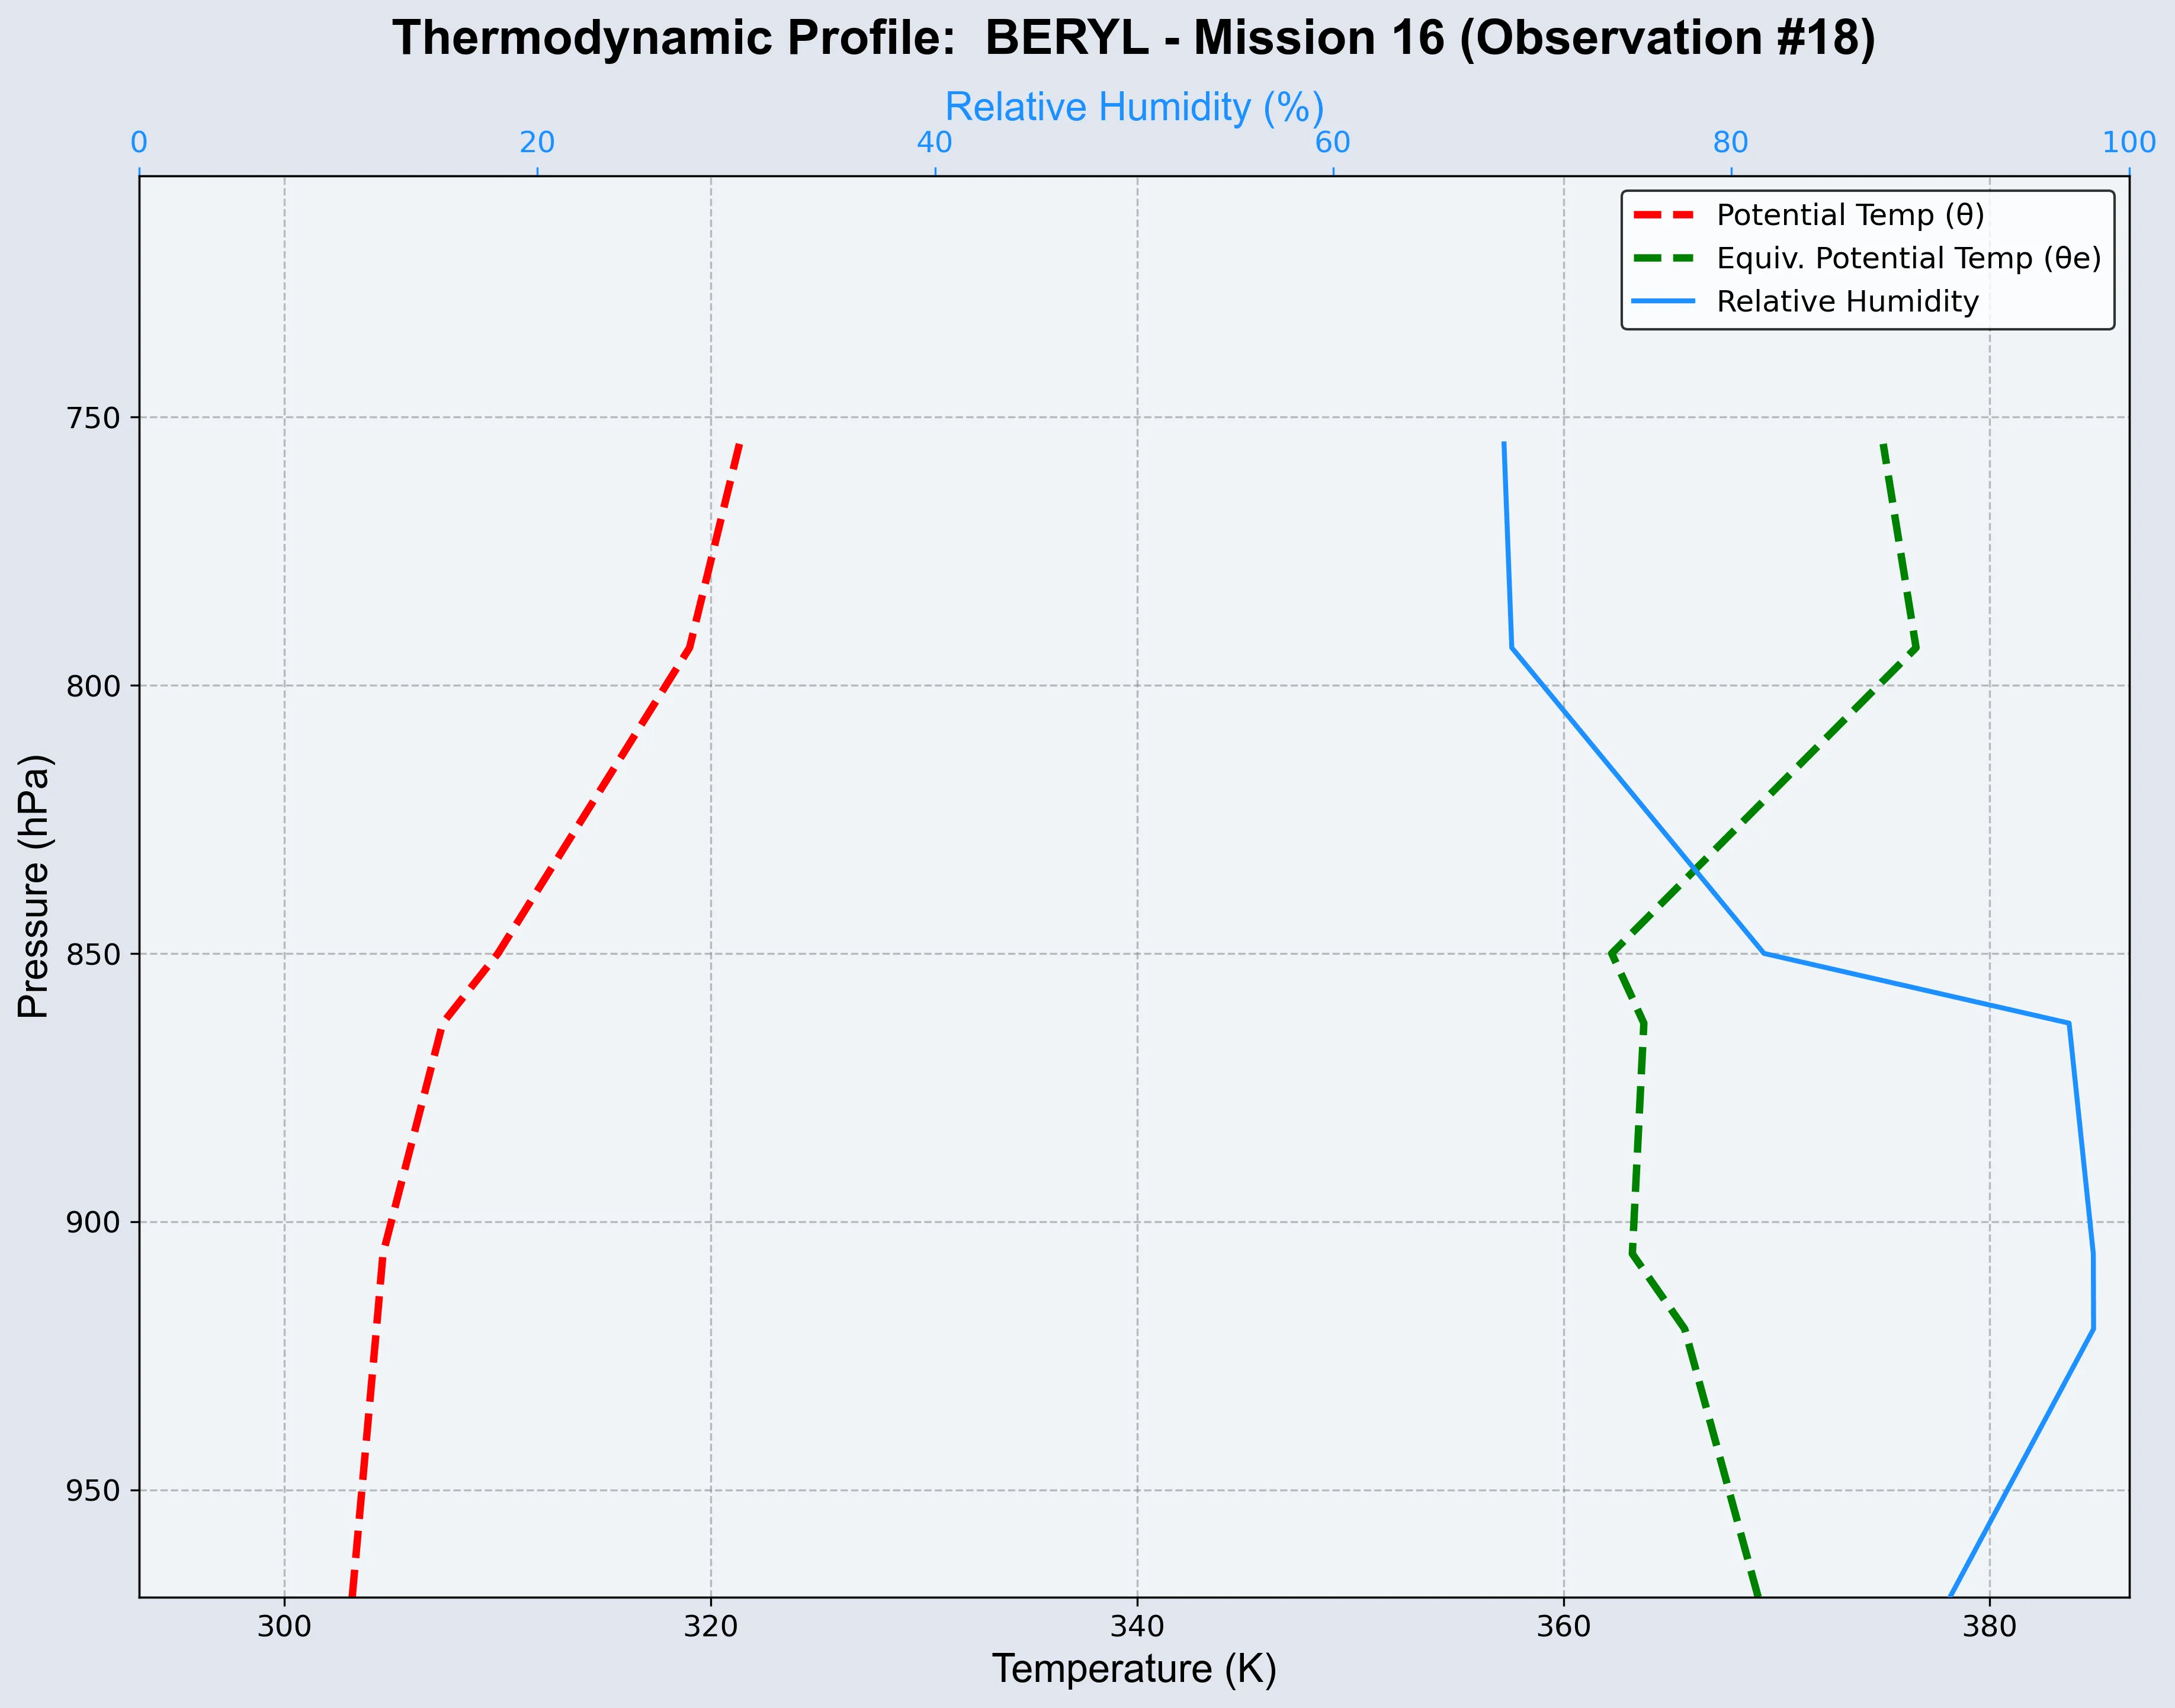 Thermodynamic Profile:  BERYL - Mission 16 (Observation #18)
Relative Humidity (%)
0 20 40 60 80 100
Potential Temp (θ)
Equiv. Potential Temp (θe)
Relative Humidity
750
800
850
900
950
Pressure (hPa)
300 320 340 360 380
Temperature (K)